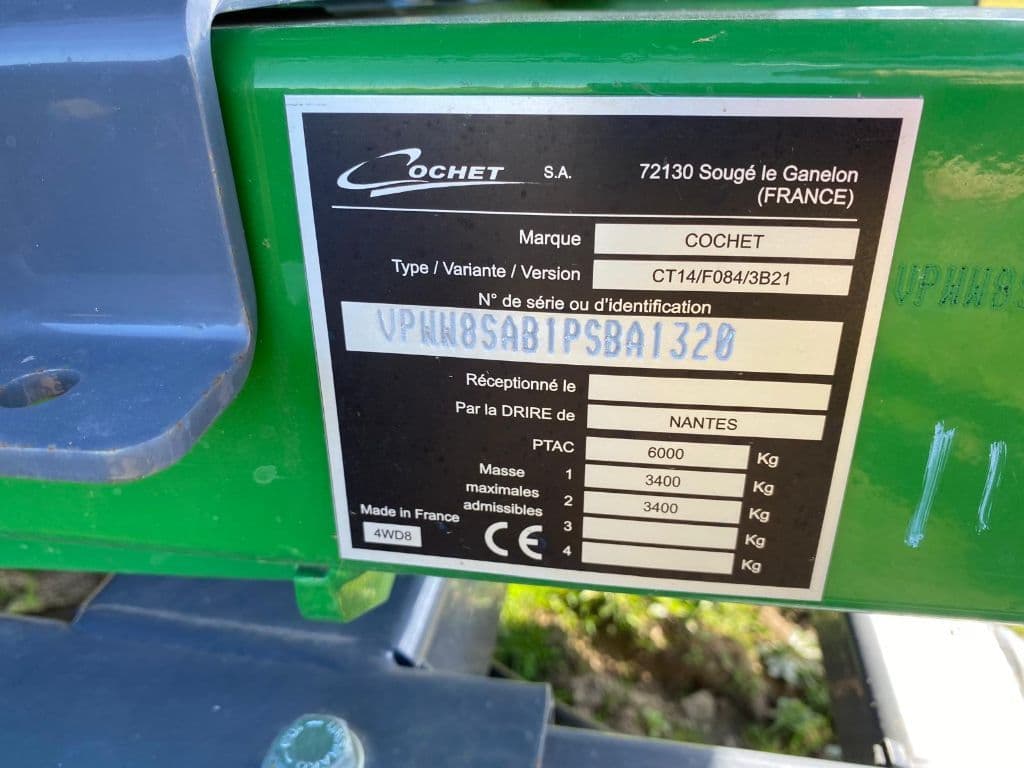 COCHET S.A. 72130 Sougé le Ganelon
(FRANCE)
Marque COCHET
Type / Variante / Version CT14/F084/3B21
N° de série ou d'identification
VPWW8SAB1PSBA1320
VPWW8
Réceptionné le
Par la DRIRE de NANTES
PTAC 6000 Kg
Masse maximales admissibles
1 3400 Kg
2 3400 Kg
3 Kg
4 Kg
Made in France
4WD8
CE